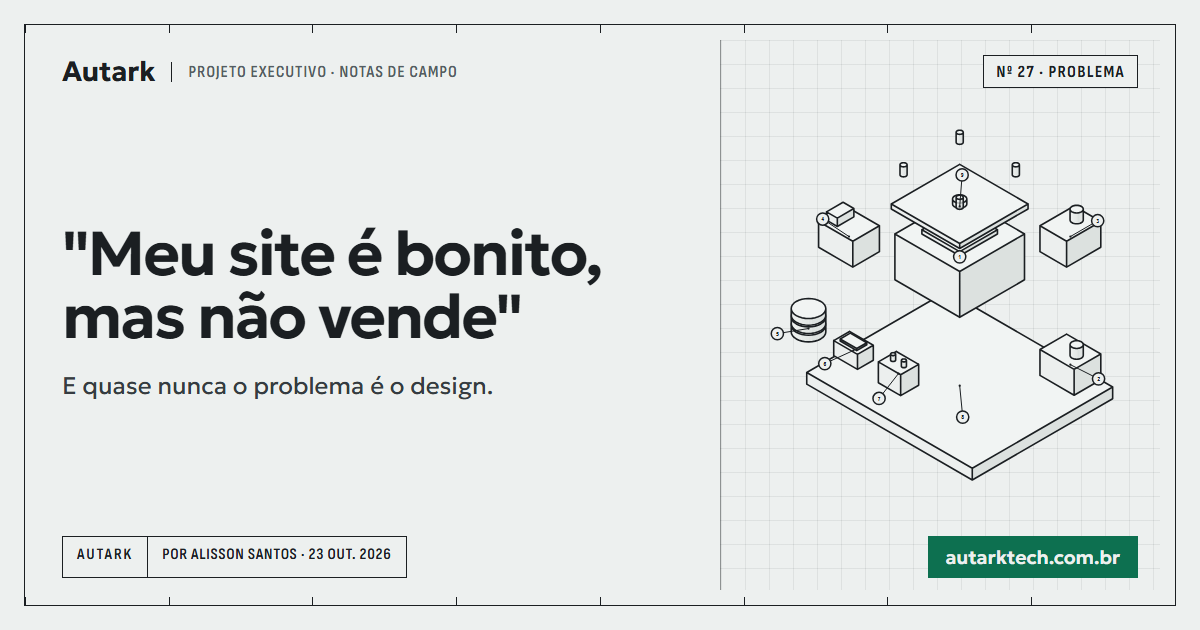 Autark
PROJETO EXECUTIVO · NOTAS DE CAMPO
Nº 27 · PROBLEMA
"Meu site é bonito,
mas não vende"
E quase nunca o problema é o design.
AUTARK
POR ALISSON SANTOS · 23 OUT. 2026
autarktech.com.br